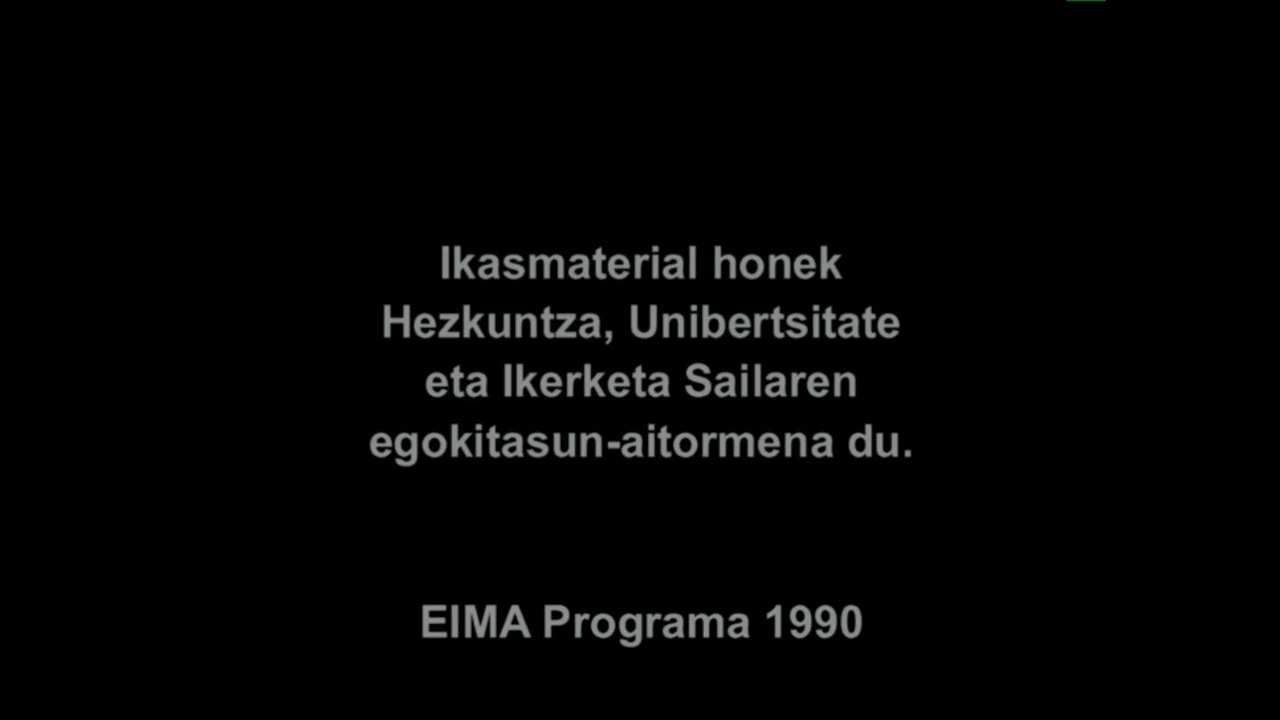 Ikasmaterial honek
Hezkuntza, Unibertsitate
eta Ikerketa Sailaren
egokitasun-aitormena du.
EIMA Programa 1990